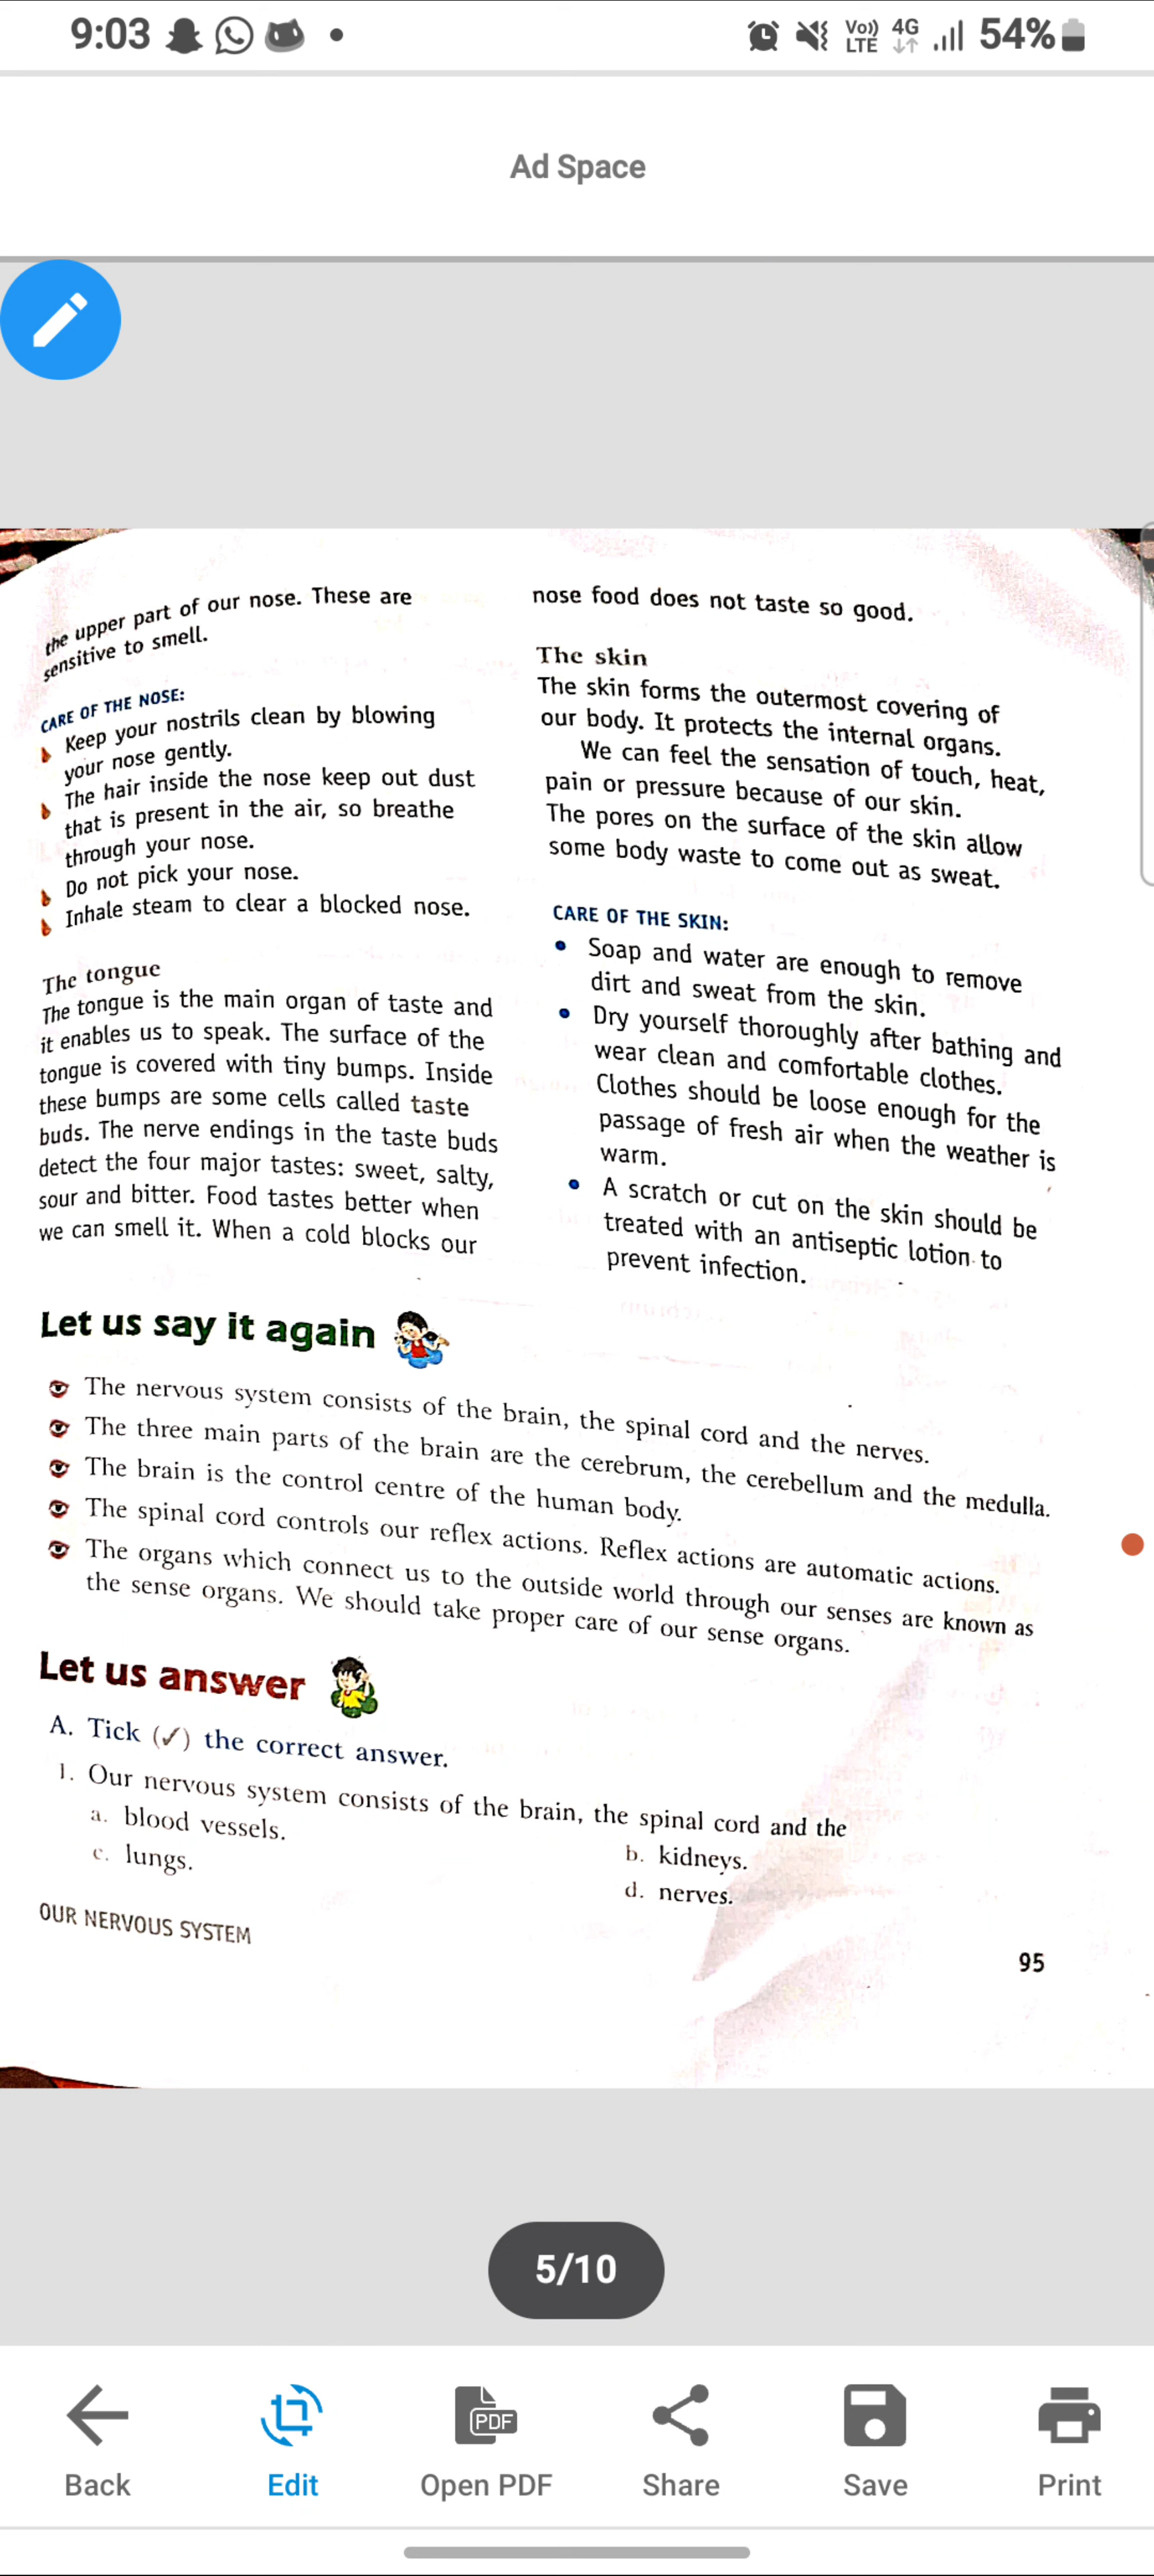 9:03
Vo)) 4G 54%
LTE
Ad Space
the upper part of our nose. These are
sensitive to smell.
CARE OF THE NOSE:
Keep your nostrils clean by blowing
your nose gently.
The hair inside the nose keep out dust
that is present in the air, so breathe
through your nose.
Do not pick your nose.
Inhale steam to clear a blocked nose.
The tongue
The tongue is the main organ of taste and
it enables us to speak. The surface of the
tongue is covered with tiny bumps. Inside
these bumps are some cells called taste
buds. The nerve endings in the taste buds
detect the four major tastes: sweet, salty,
sour and bitter. Food tastes better when
we can smell it. When a cold blocks our
nose food does not taste so good.
The skin
The skin forms the outermost covering of
our body. It protects the internal organs.
We can feel the sensation of touch, heat,
pain or pressure because of our skin.
The pores on the surface of the skin allow
some body waste to come out as sweat.
CARE OF THE SKIN:
• Soap and water are enough to remove
dirt and sweat from the skin.
• Dry yourself thoroughly after bathing and
wear clean and comfortable clothes.
Clothes should be loose enough for the
passage of fresh air when the weather is
warm.
• A scratch or cut on the skin should be
treated with an antiseptic lotion to
prevent infection.
Let us say it again
The nervous system consists of the brain, the spinal cord and the nerves.
The three main parts of the brain are the cerebrum, the cerebellum and the medulla.
The brain is the control centre of the human body.
The spinal cord controls our reflex actions. Reflex actions are automatic actions.
The organs which connect us to the outside world through our senses are known as
the sense organs. We should take proper care of our sense organs.
Let us answer
A. Tick (✓) the correct answer.
1. Our nervous system consists of the brain, the spinal cord and the
a. blood vessels.
b. kidneys.
c. lungs.
d. nerves.
OUR NERVOUS SYSTEM
95
5/10
PDF
Back Edit Open PDF Share Save Print